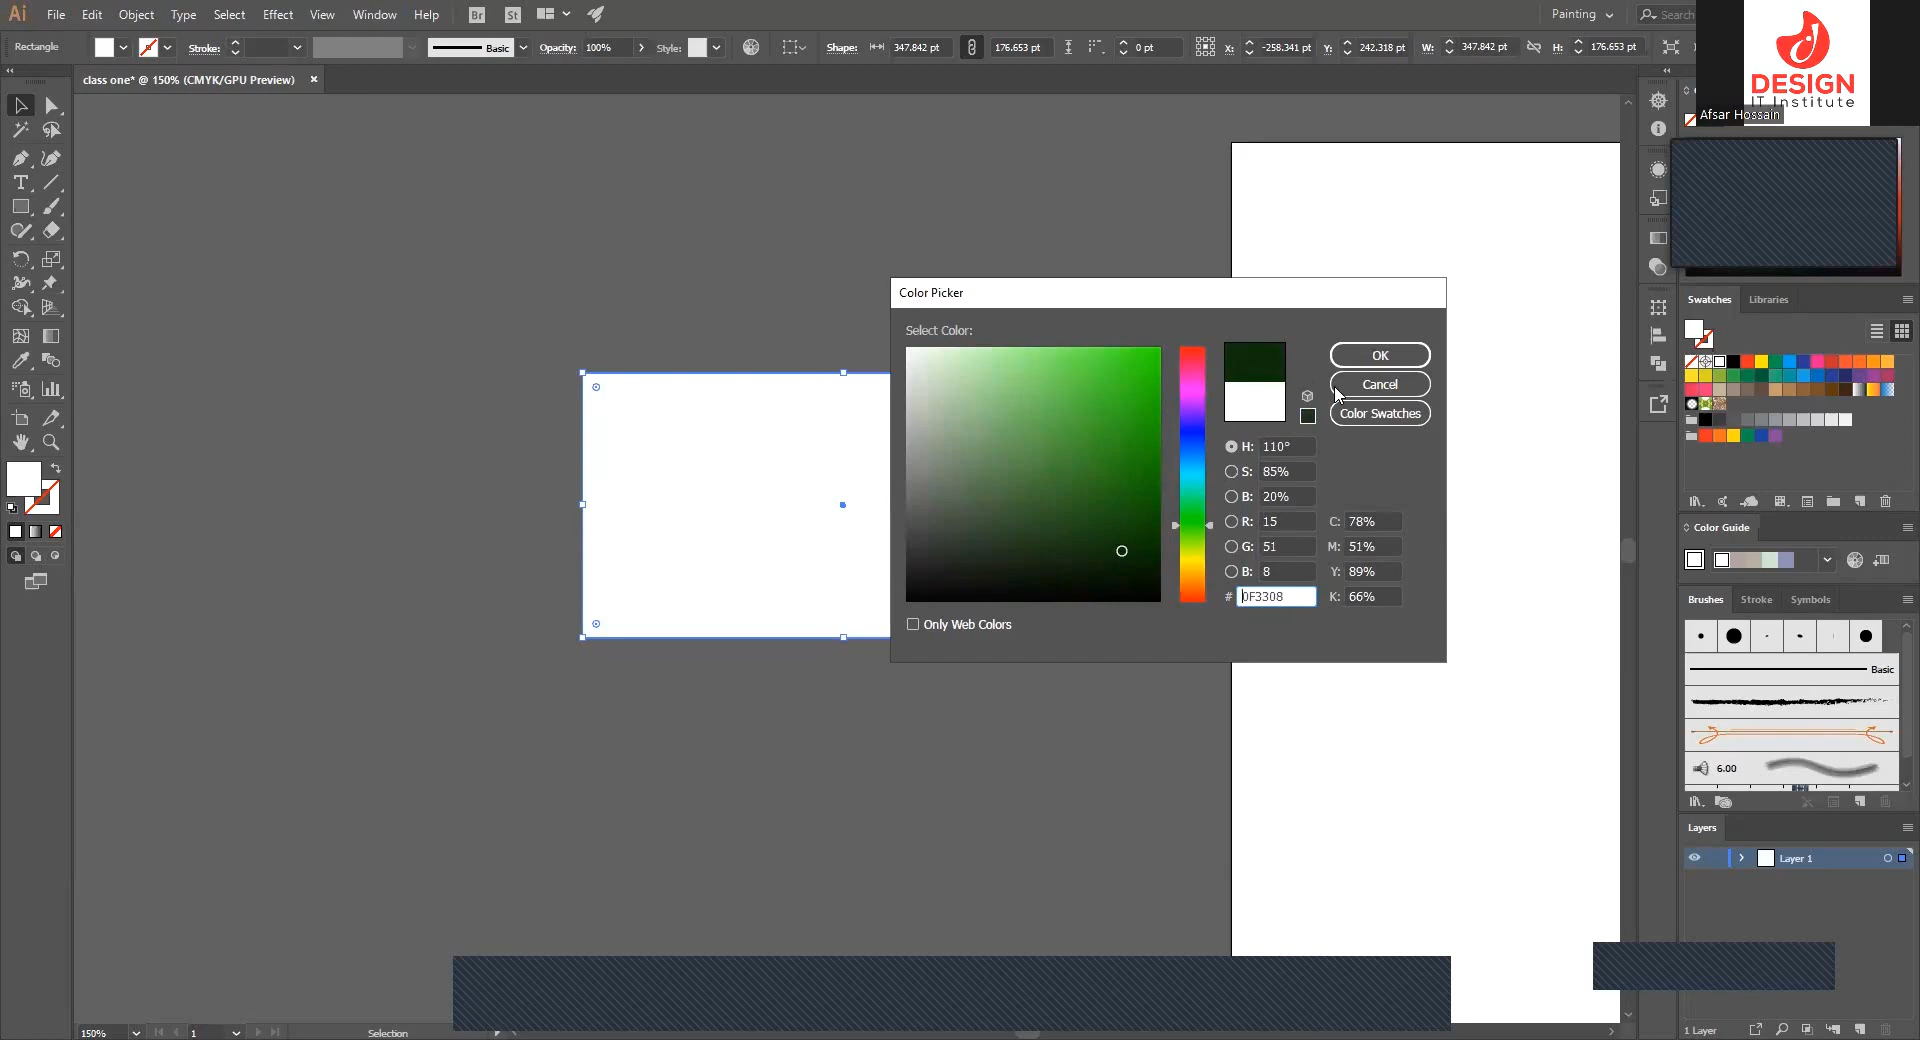 Ai File Edit Object Type Select Effect View Window Help Br St Painting Search
Rectangle Stroke: Basic Opacity: 100% Style: Shape: 347.842 pt 176.653 pt 0 pt X: -258.341 pt Y: 242.318 pt W: 347.842 pt H: 176.653 pt
class one* @ 150% (CMYK/GPU Preview)
DESIGN
IT Institute
Afsar Hossain
Color Picker
Select Color:
OK
Cancel
Color Swatches
H: 110°
S: 85%
B: 20%
R: 15 C: 78%
G: 51 M: 51%
B: 8 Y: 89%
# 0F3308 K: 66%
Only Web Colors
Swatches Libraries
Color Guide
Brushes Stroke Symbols
Basic
6.00
Layers
Layer 1
1 Layer
150% 1 Selection